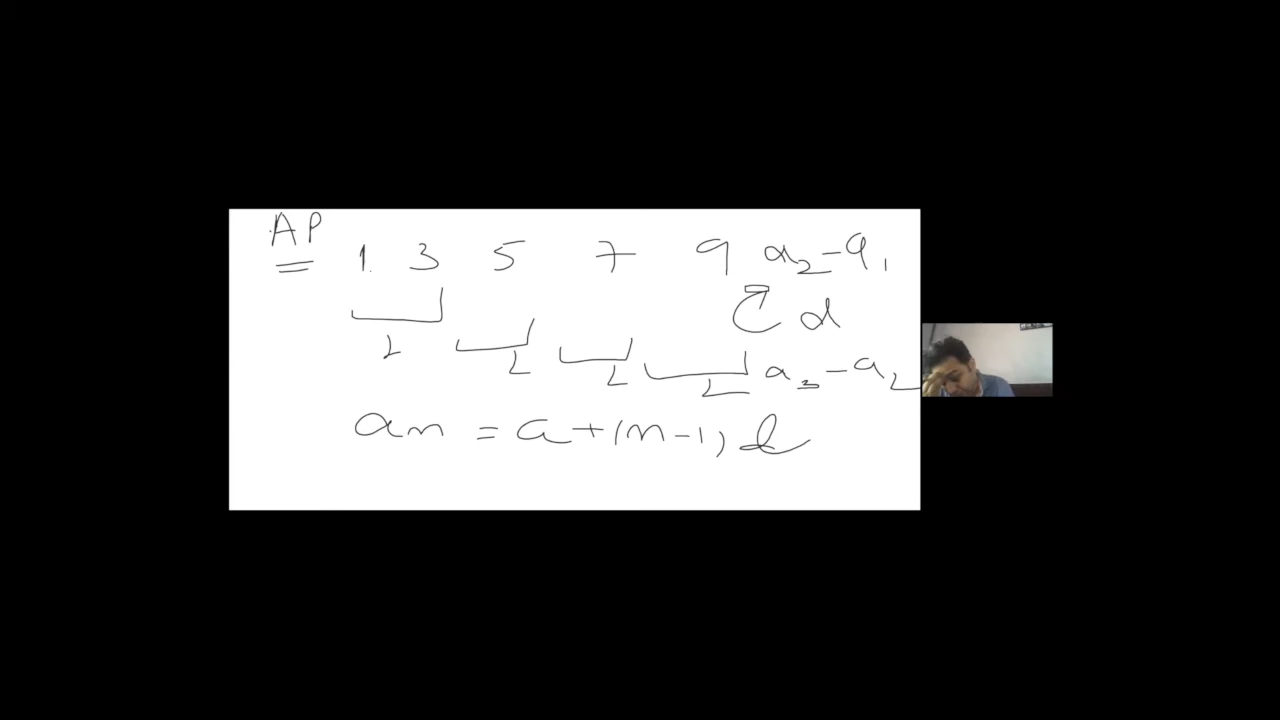 AP
1. 3 5 7 9 a₂-a₁
d
2 2 2 2 a₃-a₂
an = a+(n-1)d